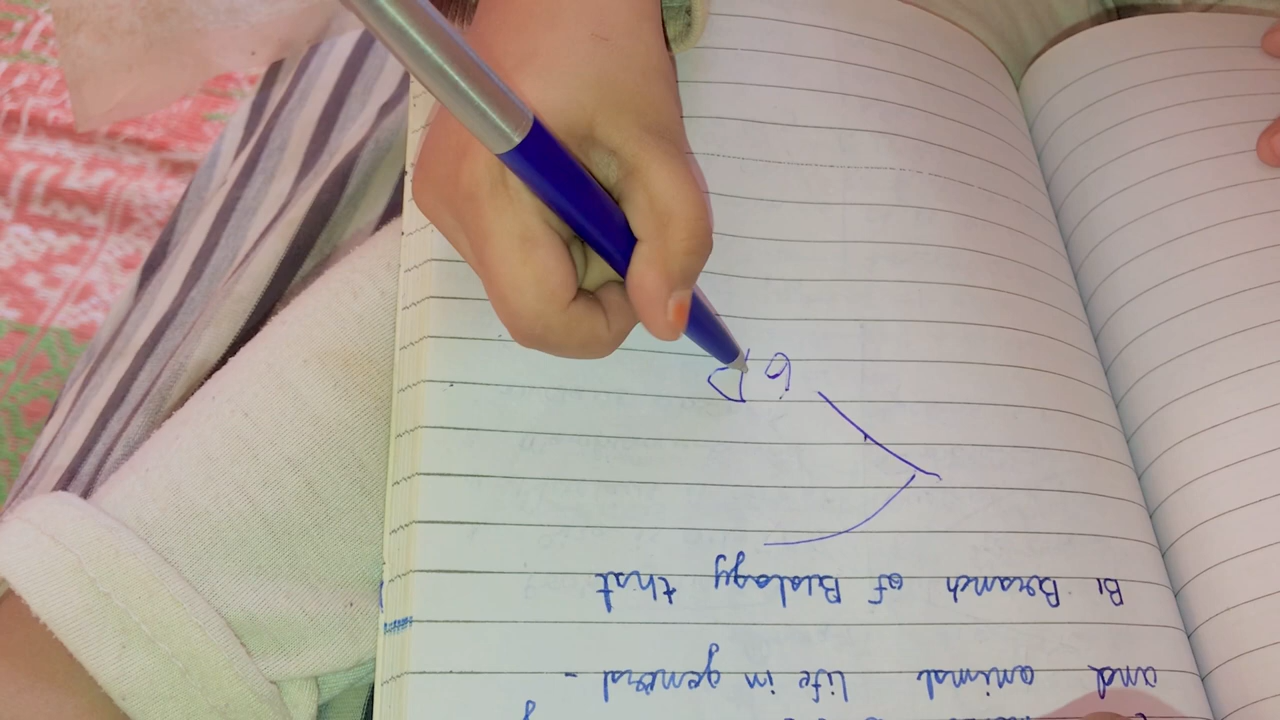 and animal life in general -
Branch of Biology that